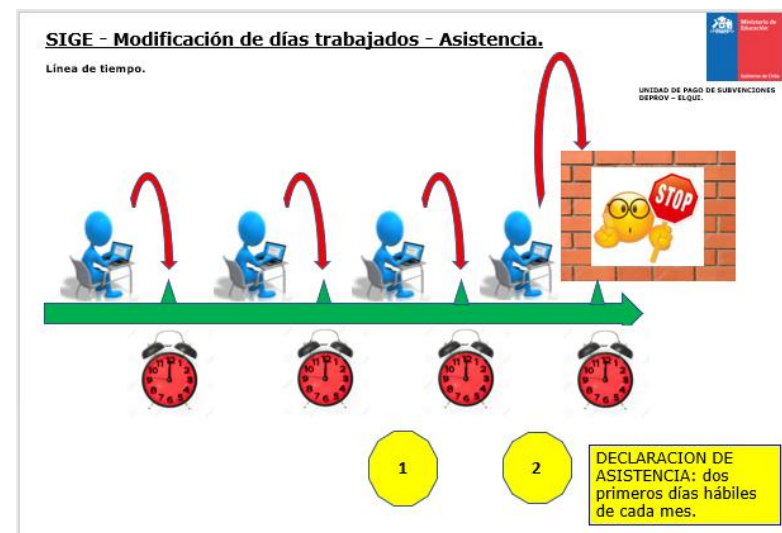 SIGE - Modificación de días trabajados - Asistencia.
Línea de tiempo.
Ministerio de
Educación
Gobierno de Chile
UNIDAD DE PAGO DE SUBVENCIONES
DEPROV – ELQUI.
STOP
1
2
DECLARACION DE
ASISTENCIA: dos
primeros días hábiles
de cada mes.